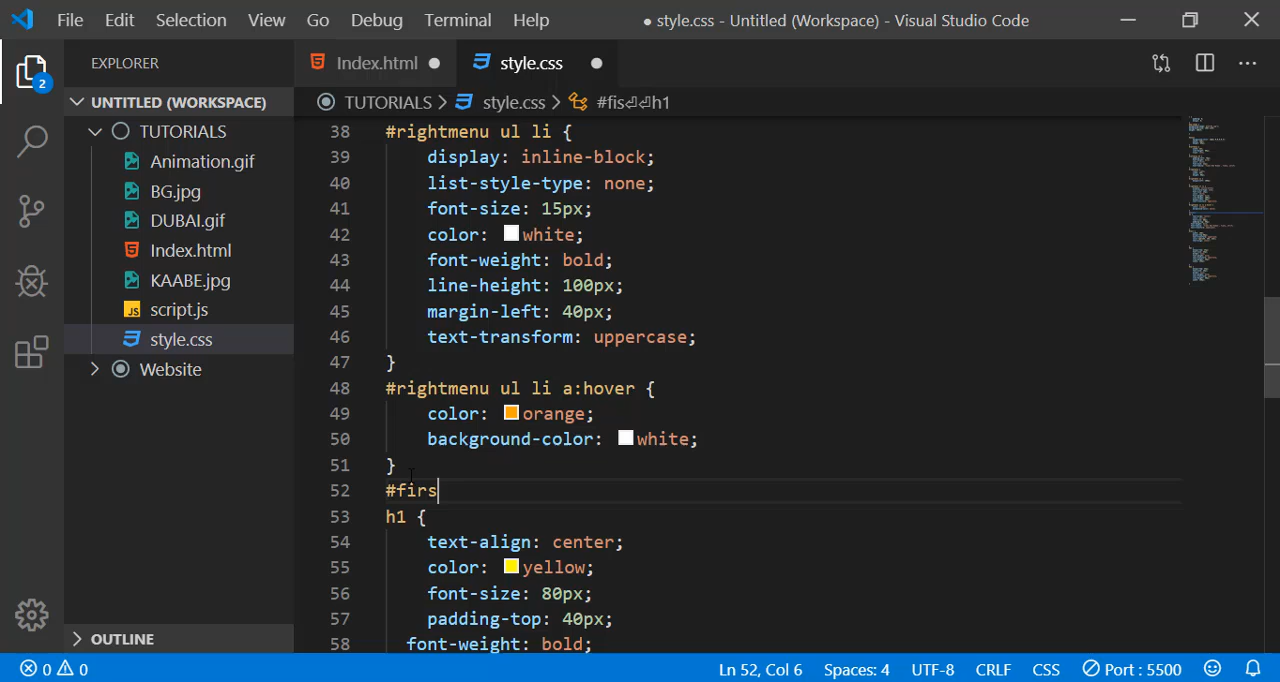 File Edit Selection View Go Debug Terminal Help ● style.css - Untitled (Workspace) - Visual Studio Code
EXPLORER Index.html style.css
2
UNTITLED (WORKSPACE) TUTORIALS > style.css > #fis⏎⏎h1
TUTORIALS
Animation.gif
BG.jpg
DUBAI.gif
Index.html
KAABE.jpg
JS script.js
style.css
Website
OUTLINE
38 #rightmenu ul li {
39 display: inline-block;
40 list-style-type: none;
41 font-size: 15px;
42 color: white;
43 font-weight: bold;
44 line-height: 100px;
45 margin-left: 40px;
46 text-transform: uppercase;
47 }
48 #rightmenu ul li a:hover {
49 color: orange;
50 background-color: white;
51 }
52 #firs
53 h1 {
54 text-align: center;
55 color: yellow;
56 font-size: 80px;
57 padding-top: 40px;
58 font-weight: bold;
0 0 Ln 52, Col 6 Spaces: 4 UTF-8 CRLF CSS Port : 5500